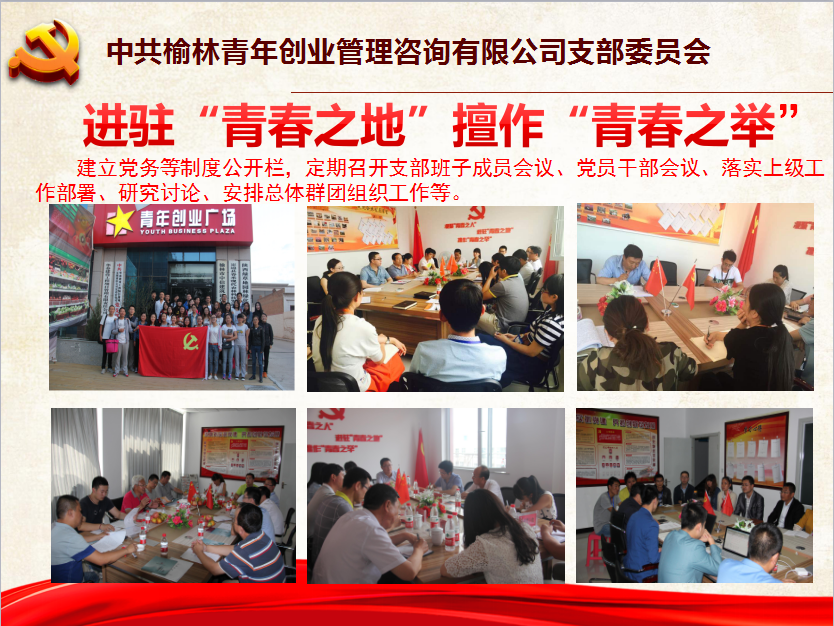 中共榆林青年创业管理咨询有限公司支部委员会
进驻“青春之地”擅作“青春之举”
建立党务等制度公开栏，定期召开支部班子成员会议、党员干部会议、落实上级工
作部署、研究讨论、安排总体群团组织工作等。
青年创业广场
YOUTH BUSINESS PLAZA